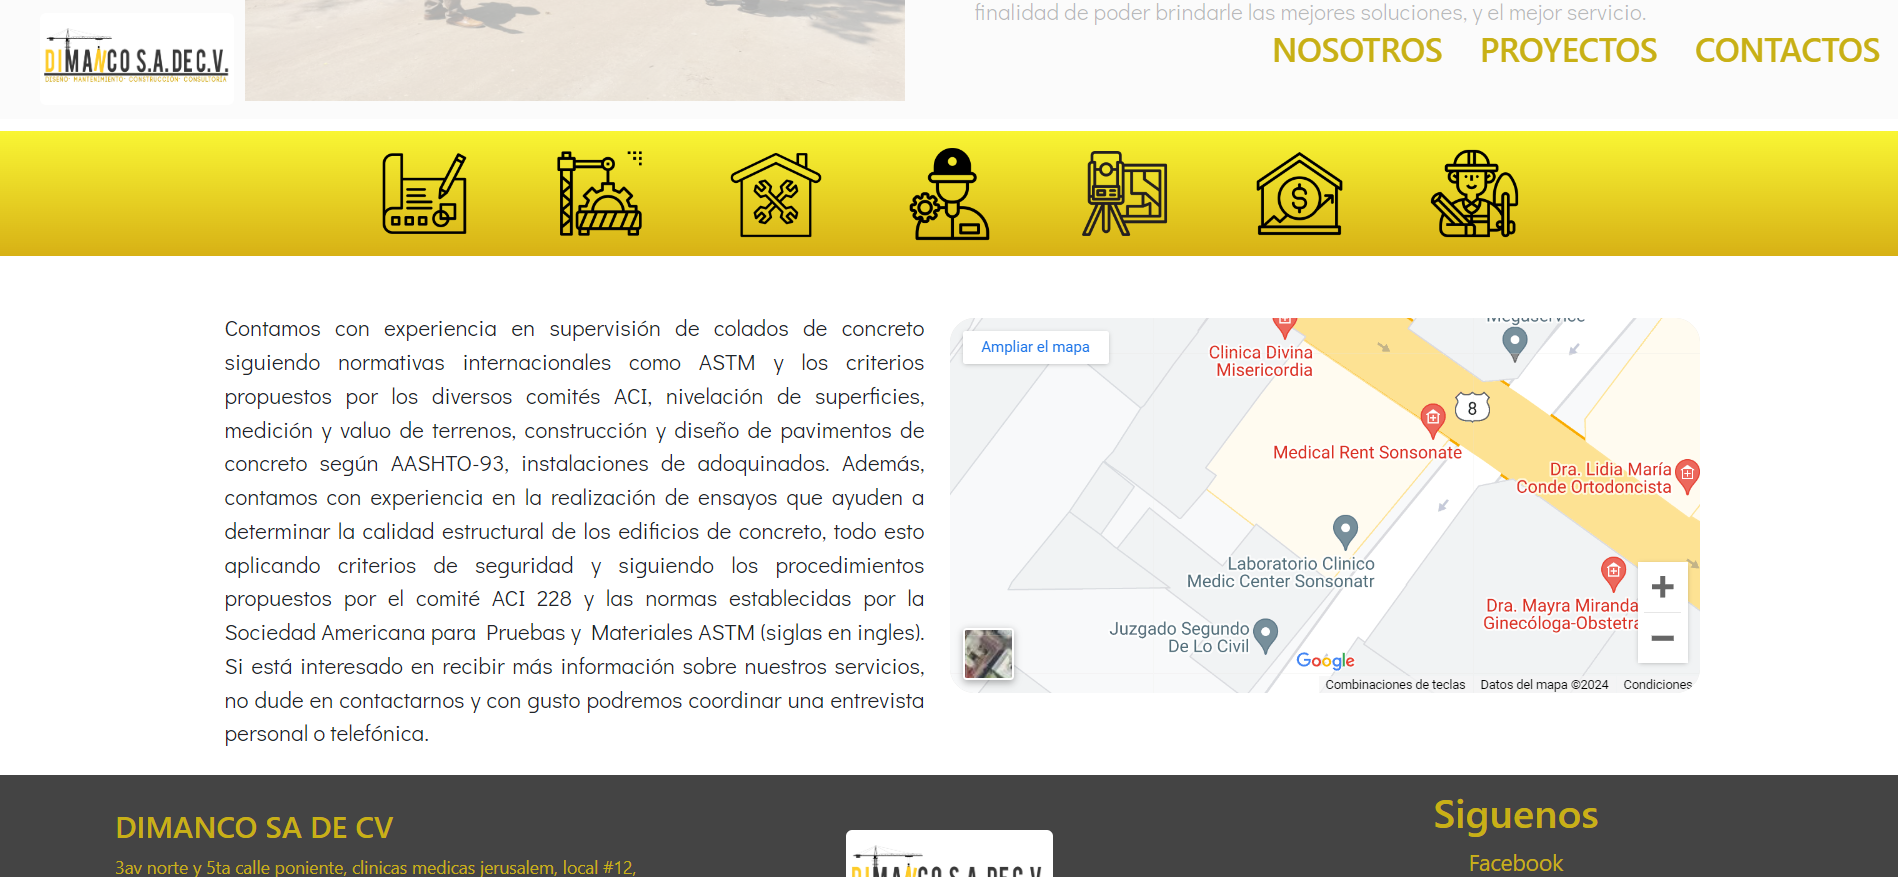 finalidad de poder brindarle las mejores soluciones, y el mejor servicio.
DIMANCO S.A. DE C.V.
DISEÑO- MANTENIMIENTO- CONSTRUCCION- CONSULTORIA
NOSOTROS PROYECTOS CONTACTOS
Contamos con experiencia en supervisión de colados de concreto
siguiendo normativas internacionales como ASTM y los criterios
propuestos por los diversos comités ACI, nivelación de superficies,
medición y valuo de terrenos, construcción y diseño de pavimentos de
concreto según AASHTO-93, instalaciones de adoquinados. Además,
contamos con experiencia en la realización de ensayos que ayuden a
determinar la calidad estructural de los edificios de concreto, todo esto
aplicando criterios de seguridad y siguiendo los procedimientos
propuestos por el comité ACI 228 y las normas establecidas por la
Sociedad Americana para Pruebas y Materiales ASTM (siglas en ingles).
Si está interesado en recibir más información sobre nuestros servicios,
no dude en contactarnos y con gusto podremos coordinar una entrevista
personal o telefónica.
Megaservice
Ampliar el mapa
Clinica Divina
Misericordia
8
Medical Rent Sonsonate
Dra. Lidia María
Conde Ortodoncista
Laboratorio Clinico
Medic Center Sonsonatr
Dra. Mayra Miranda
Ginecóloga-Obstetra
Juzgado Segundo
De Lo Civil
Google
Combinaciones de teclas Datos del mapa ©2024 Condiciones
DIMANCO SA DE CV
3av norte y 5ta calle poniente, clinicas medicas jerusalem, local #12,
DIMANCO S.A. DE C.V.
Siguenos
Facebook